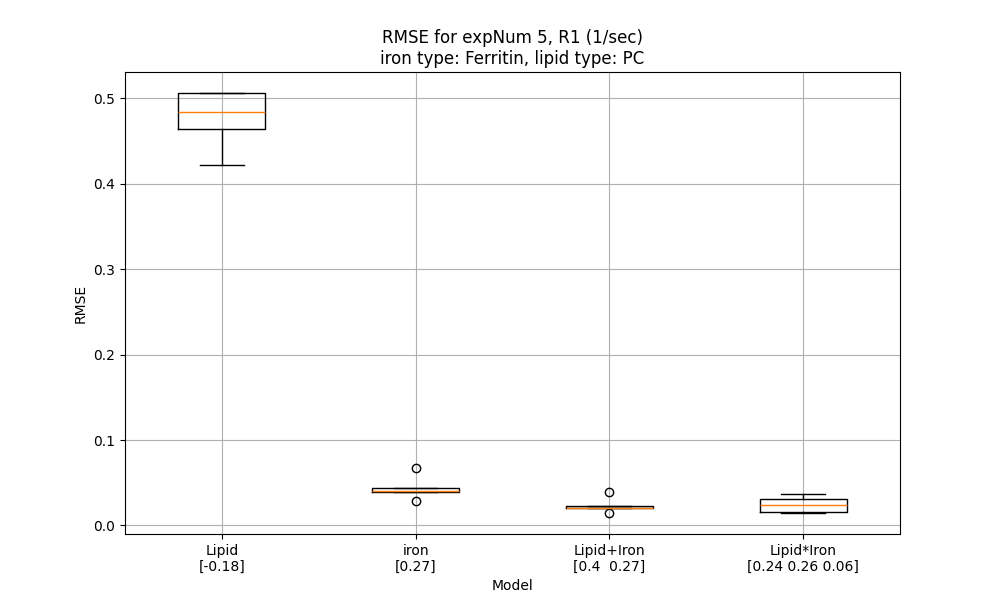 RMSE for expNum 5, R1 (1/sec)
iron type: Ferritin, lipid type: PC
0.5
0.4
0.3
0.2
0.1
0.0
RMSE
Lipid
[-0.18]
iron
[0.27]
Lipid+Iron
[0.4  0.27]
Lipid*Iron
[0.24 0.26 0.06]
Model